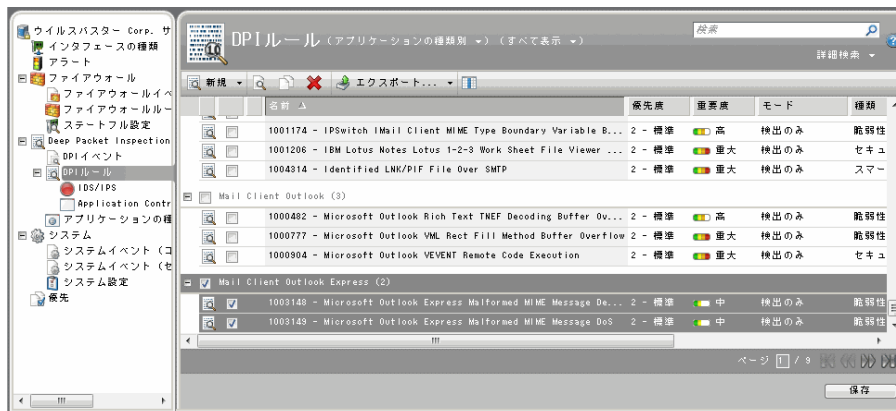 ウイルスバスター Corp. サ
インタフェースの種類
アラート
ファイアウォール
ファイアウォールイベ
ファイアウォールルー
ステートフル設定
Deep Packet Inspection
DPIイベント
DPIルール
IDS/IPS
Application Contr
アプリケーションの種
システム
システムイベント（コ
システムイベント（セ
システム設定
優先
DPIルール（アプリケーションの種類別 ▾）（すべて表示 ▾）
検索
詳細検索
新規 エクスポート...
名前 優先度 重要度 モード 種類
1001174 - IPSwitch IMail Client MIME Type Boundary Variable B... 2 - 標準 高 検出のみ 脆弱性
1001206 - IBM Lotus Notes Lotus 1-2-3 Work Sheet File Viewer ... 2 - 標準 重大 検出のみ セキュ
1004314 - Identified LNK/PIF File Over SMTP 2 - 標準 重大 検出のみ スマー
Mail Client Outlook (3)
1000482 - Microsoft Outlook Rich Text TNEF Decoding Buffer Ov... 2 - 標準 高 検出のみ 脆弱性
1000777 - Microsoft Outlook VML Rect Fill Method Buffer Overflow 2 - 標準 重大 検出のみ 脆弱性
1000904 - Microsoft Outlook VEVENT Remote Code Execution 2 - 標準 重大 検出のみ セキュ
Mail Client Outlook Express (2)
1003148 - Microsoft Outlook Express Malformed MIME Message De... 2 - 標準 中 検出のみ 脆弱性
1003149 - Microsoft Outlook Express Malformed MIME Message DoS 2 - 標準 中 検出のみ 脆弱性
ページ 1 / 9
保存